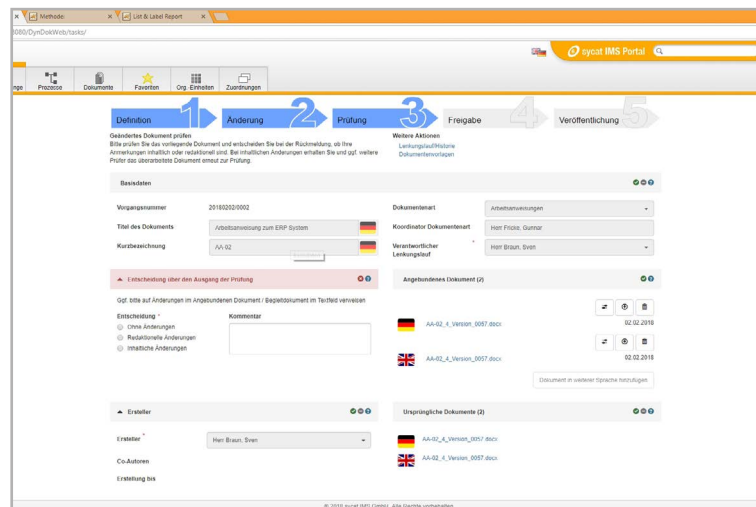 Methode:
List & Label Report
8080/DynDokWeb/tasks/
sycat IMS Portal
nge
Prozesse
Dokumente
Favoriten
Org.-Einheiten
Zuordnungen
Definition 1
Änderung 2
Prüfung 3
Freigabe 4
Veröffentlichung 5
Geändertes Dokument prüfen
Bitte prüfen Sie das vorliegende Dokument und entscheiden Sie bei der Rückmeldung, ob Ihre
Anmerkungen inhaltlich oder redaktionell sind. Bei inhaltlichen Änderungen erhalten Sie und ggf. weitere
Prüfer das überarbeitete Dokument erneut zur Prüfung.
Weitere Aktionen
Lenkungslauf/Historie
Dokumentenvorlagen
Basisdaten
Vorgangsnummer
20180202/0002
Dokumentenart
Arbeitsanweisungen
Titel des Dokuments
Arbeitsanweisung zum ERP System
Koordinator Dokumentenart
Herr Fricke, Gunnar
Kurzbezeichnung
AA-02
Verantwortlicher *
Lenkungslauf
Herr Braun, Sven
Entscheidung über den Ausgang der Prüfung
Angebundenes Dokument (2)
Ggf. bitte auf Änderungen im Angebundenen Dokument / Begleitdokument im Textfeld verweisen
Entscheidung *
Kommentar
Ohne Änderungen
Redaktionelle Änderungen
Inhaltliche Änderungen
AA-02_4_Version_0057.docx
02.02.2018
AA-02_4_Version_0057.docx
02.02.2018
Dokument in weiterer Sprache hinzufügen
Ersteller
Ursprüngliche Dokumente (2)
Ersteller *
Herr Braun, Sven
AA-02_4_Version_0057.docx
AA-02_4_Version_0057.docx
Co-Autoren
Erstellung bis
sycat IMS GmbH. Alle Rechte vorbehalten